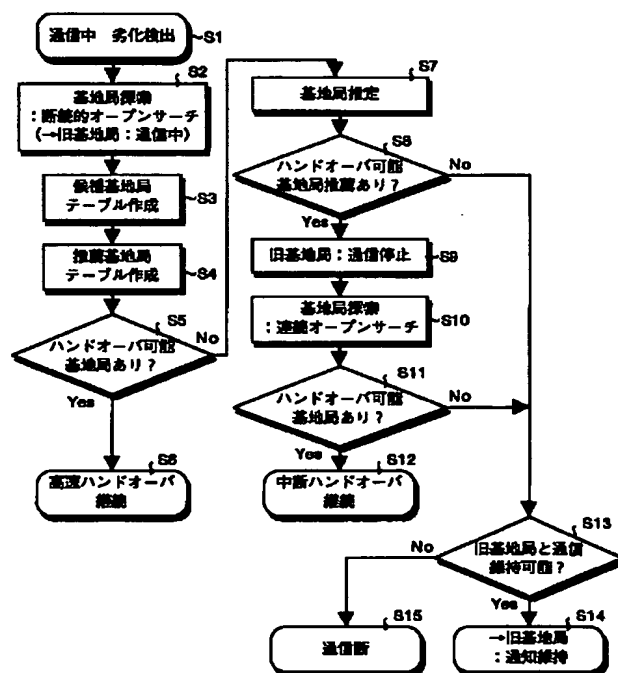 通信中 劣化検出
S1
S2
基地局探索
:断続的オープンサーチ
(→旧基地局:通信中)
候補基地局
テーブル作成
S3
推薦基地局
テーブル作成
S4
S5
ハンドオーバ可能
基地局あり?
No
Yes
S6
高速ハンドオーバ
継続
S7
基地局推定
S8
ハンドオーバ可能
基地局推薦あり?
No
Yes
旧基地局:通信停止
S9
基地局探索
:連続オープンサーチ
S10
S11
ハンドオーバ可能
基地局あり?
No
Yes
S12
中断ハンドオーバ
継続
S13
旧基地局と通信
維持可能?
No
Yes
S15
通信断
S14
→旧基地局
:通知維持